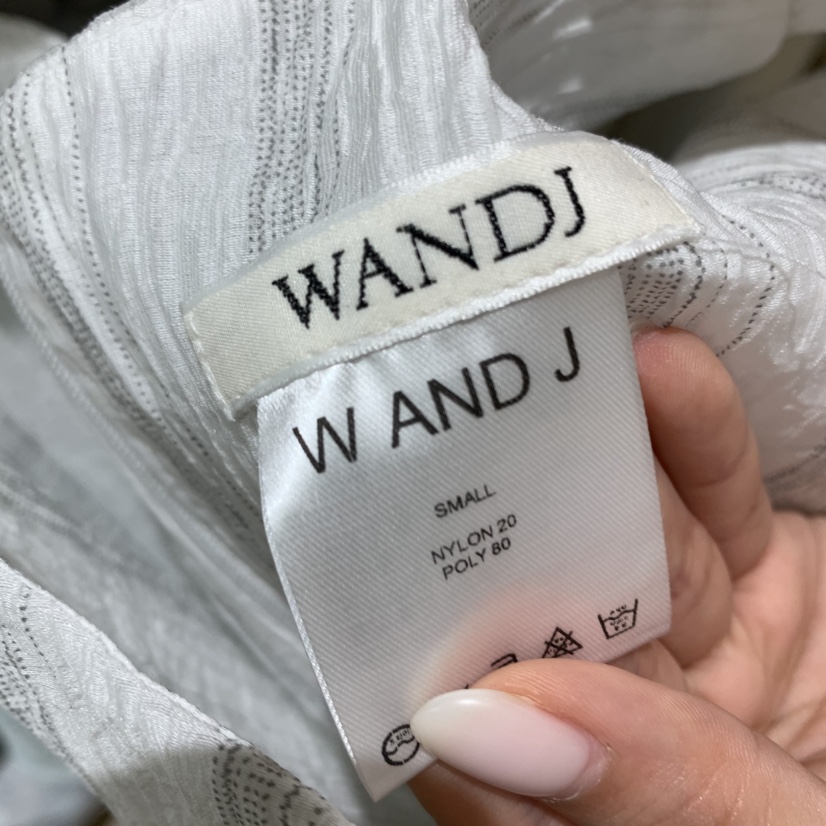 WANDJ
W AND J
SMALL
NYLON 20
POLY 80